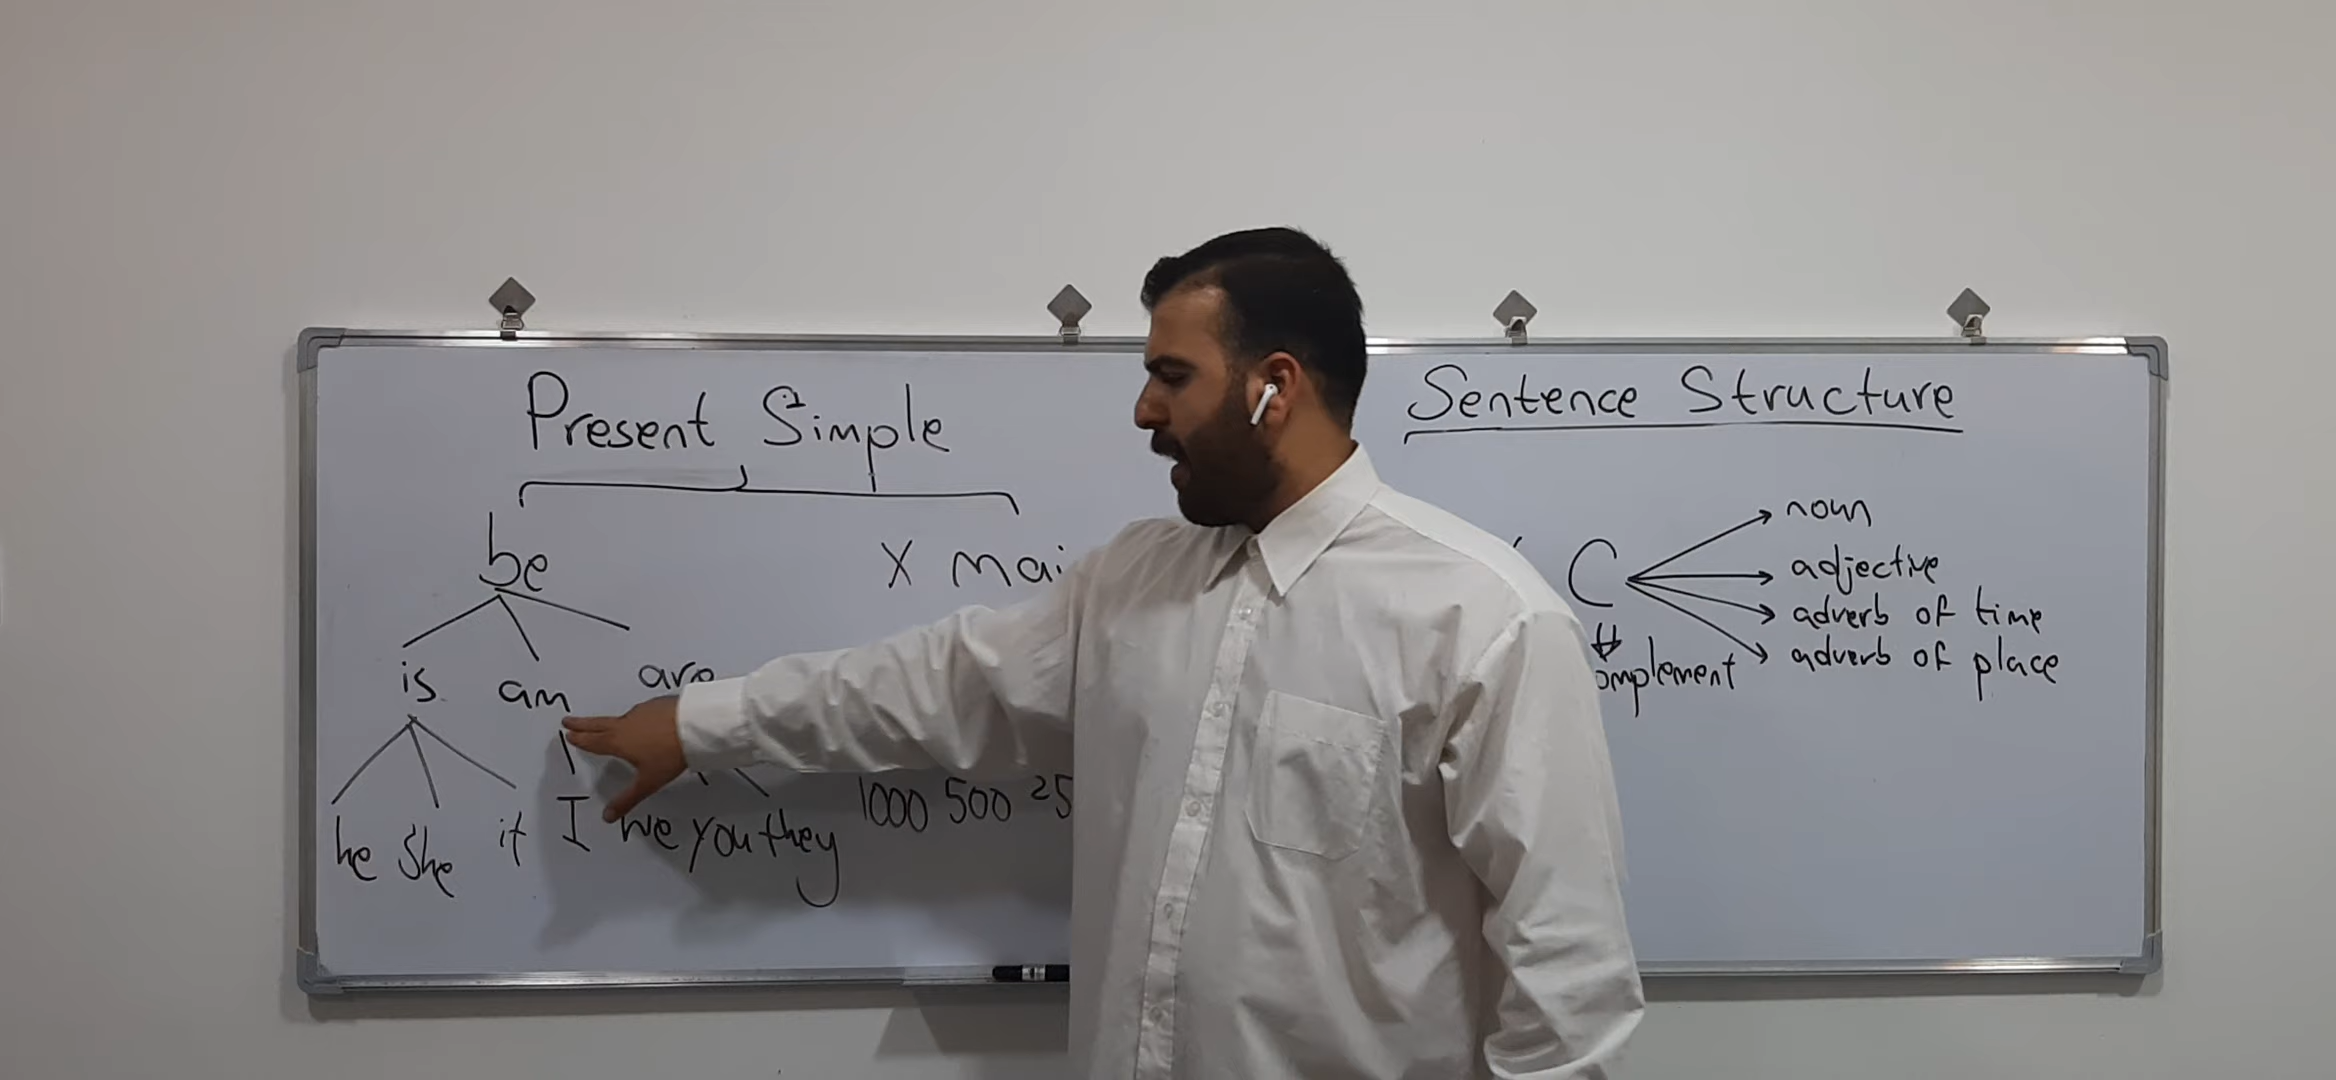 Present Simple
be
X mai
is am are
he she it I we you they
1000 500 25
Sentence Structure
C
noun
adjective
adverb of time
adverb of place
omplement